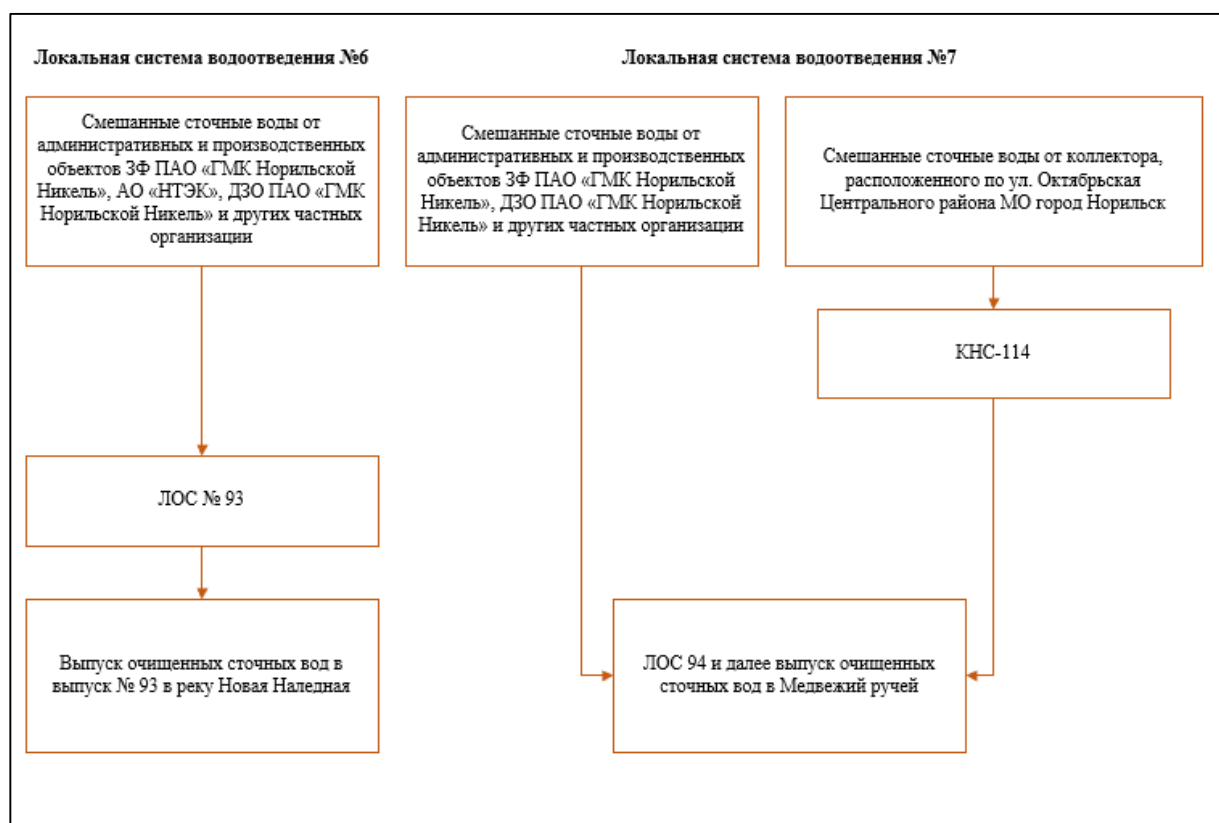 Локальная система водоотведения №6
Локальная система водоотведения №7
Смешанные сточные воды от
административных и производственных
объектов ЗФ ПАО «ГМК Норильской
Никель», АО «НТЭК», ДЗО ПАО «ГМК
Норильской Никель» и других частных
организации
Смешанные сточные воды от
административных и производственных
объектов ЗФ ПАО «ГМК Норильской
Никель», ДЗО ПАО «ГМК Норильской
Никель» и других частных организации
Смешанные сточные воды от коллектора,
расположенного по ул. Октябрьская
Центрального района МО город Норильск
КНС-114
ЛОС № 93
Выпуск очищенных сточных вод в
выпуск № 93 в реку Новая Наледная
ЛОС 94 и далее выпуск очищенных
сточных вод в Медвежий ручей